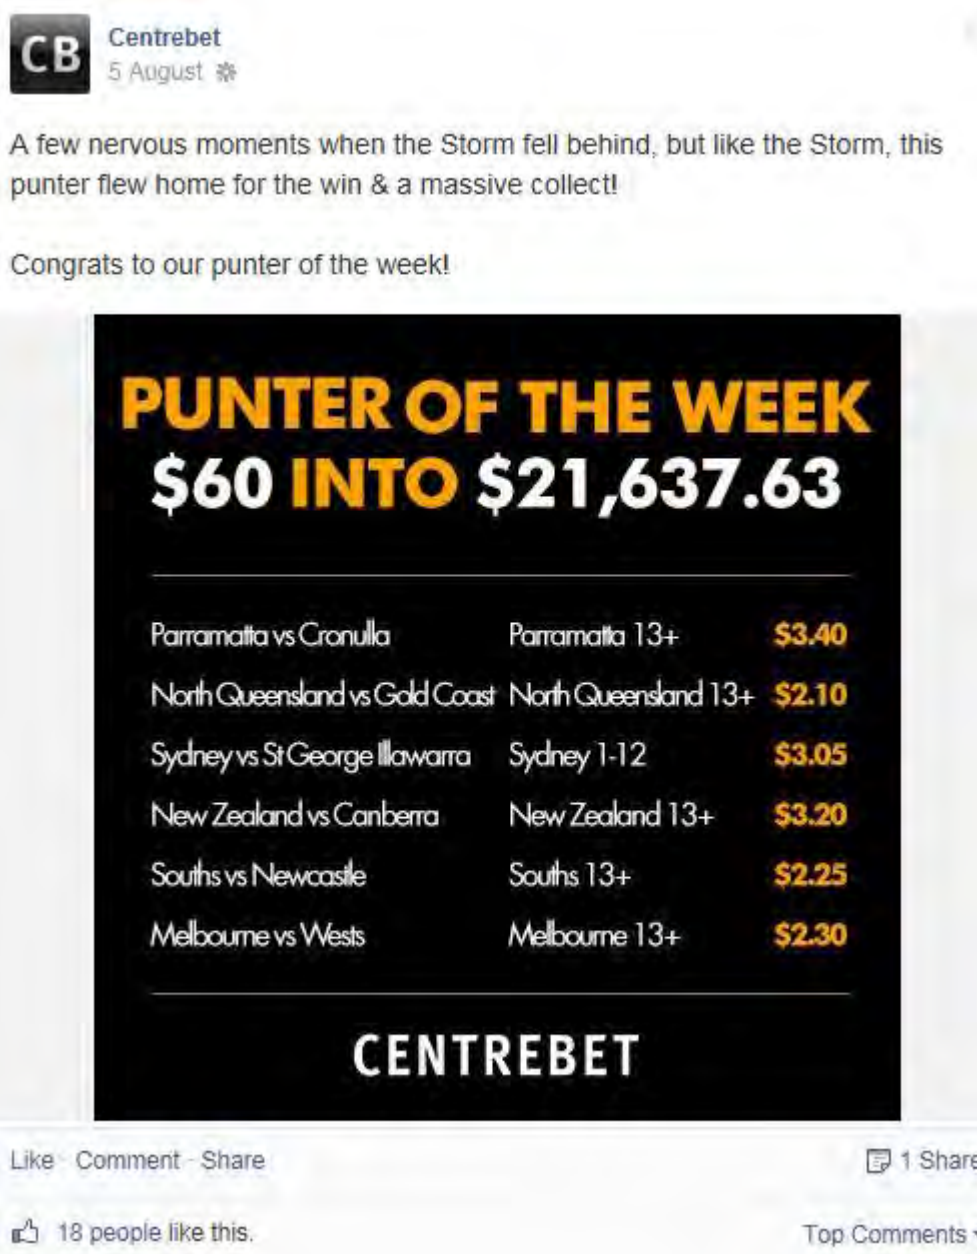 CB
Centrebet
5 August
A few nervous moments when the Storm fell behind, but like the Storm, this
punter flew home for the win & a massive collect!
Congrats to our punter of the week!
PUNTER OF THE WEEK
$60 INTO $21,637.63
Parramatta vs Cronulla Parramatta 13+ $3.40
North Queensland vs Gold Coast North Queensland 13+ $2.10
Sydney vs St George Illawarra Sydney 1-12 $3.05
New Zealand vs Canberra New Zealand 13+ $3.20
Souths vs Newcastle Souths 13+ $2.25
Melbourne vs Wests Melbourne 13+ $2.30
CENTREBET
Like · Comment · Share 1 Share
18 people like this. Top Comments